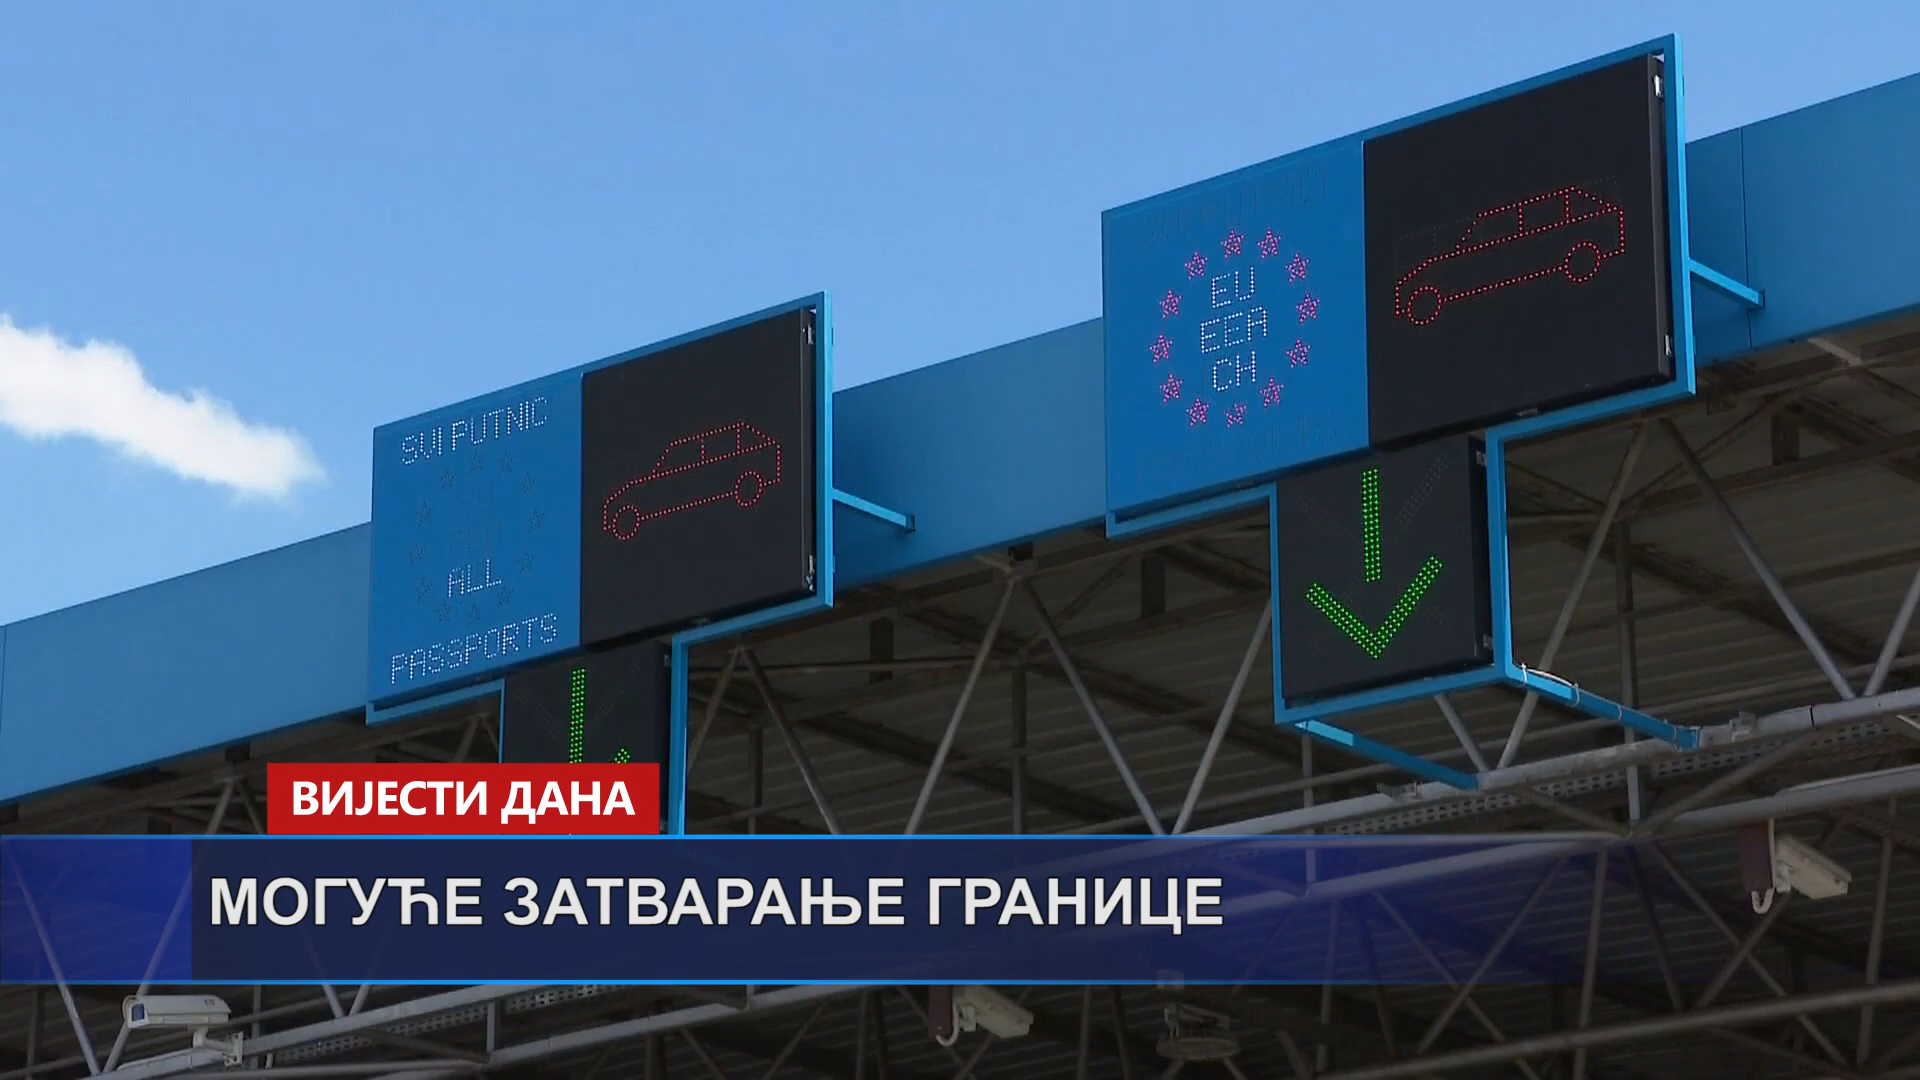 SVI PUTNIC
ALL
PASSPORTS
EU
EEA
CH
ВИЈЕСТИ ДАНА
МОГУЋЕ ЗАТВАРАЊЕ ГРАНИЦЕ